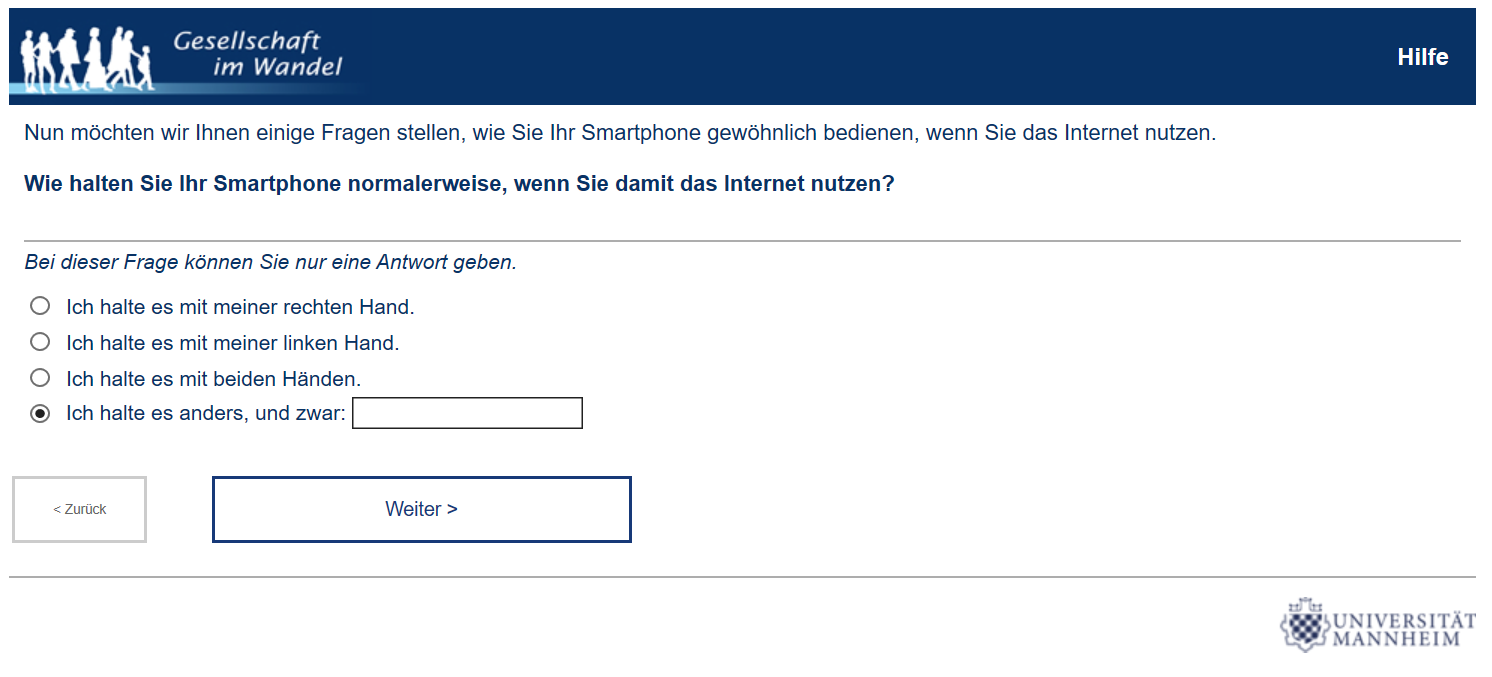 Gesellschaft
im Wandel
Hilfe
Nun möchten wir Ihnen einige Fragen stellen, wie Sie Ihr Smartphone gewöhnlich bedienen, wenn Sie das Internet nutzen.
Wie halten Sie Ihr Smartphone normalerweise, wenn Sie damit das Internet nutzen?
Bei dieser Frage können Sie nur eine Antwort geben.
Ich halte es mit meiner rechten Hand.
Ich halte es mit meiner linken Hand.
Ich halte es mit beiden Händen.
Ich halte es anders, und zwar:
< Zurück
Weiter >
UNIVERSITÄT
MANNHEIM